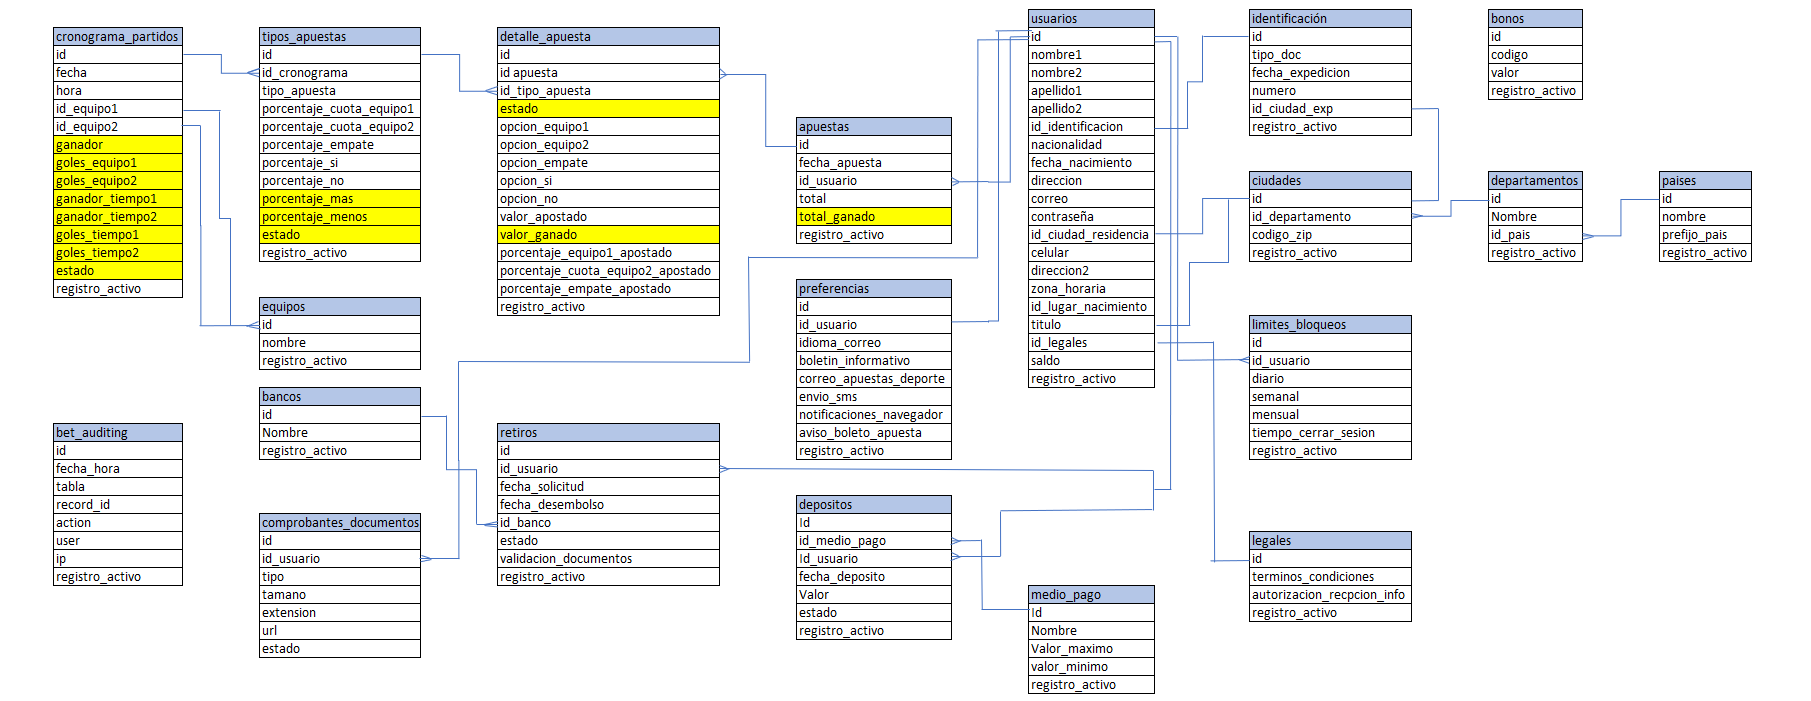 cronograma_partidos
id
fecha
hora
id_equipo1
id_equipo2
ganador
goles_equipo1
goles_equipo2
ganador_tiempo1
ganador_tiempo2
goles_tiempo1
goles_tiempo2
estado
registro_activo
tipos_apuestas
id
id_cronograma
tipo_apuesta
porcentaje_cuota_equipo1
porcentaje_cuota_equipo2
porcentaje_empate
porcentaje_si
porcentaje_no
porcentaje_mas
porcentaje_menos
estado
registro_activo
detalle_apuesta
id
id apuesta
id_tipo_apuesta
estado
opcion_equipo1
opcion_equipo2
opcion_empate
opcion_si
opcion_no
valor_apostado
valor_ganado
porcentaje_equipo1_apostado
porcentaje_cuota_equipo2_apostado
porcentaje_empate_apostado
registro_activo
apuestas
id
fecha_apuesta
id_usuario
total
total_ganado
registro_activo
usuarios
id
nombre1
nombre2
apellido1
apellido2
id_identificacion
nacionalidad
fecha_nacimiento
direccion
correo
contraseña
id_ciudad_residencia
celular
direccion2
zona_horaria
id_lugar_nacimiento
titulo
id_legales
saldo
registro_activo
identificación
id
tipo_doc
fecha_expedicion
numero
id_ciudad_exp
registro_activo
bonos
id
codigo
valor
registro_activo
ciudades
id
id_departamento
codigo_zip
registro_activo
departamentos
id
Nombre
id_pais
registro_activo
paises
id
nombre
prefijo_pais
registro_activo
equipos
id
nombre
registro_activo
preferencias
id
id_usuario
idioma_correo
boletin_informativo
correo_apuestas_deporte
envio_sms
notificaciones_navegador
aviso_boleto_apuesta
registro_activo
limites_bloqueos
id
id_usuario
diario
semanal
mensual
tiempo_cerrar_sesion
registro_activo
bancos
id
Nombre
registro_activo
bet_auditing
id
fecha_hora
tabla
record_id
action
user
ip
registro_activo
retiros
id
id_usuario
fecha_solicitud
fecha_desembolso
id_banco
estado
validacion_documentos
registro_activo
comprobantes_documentos
id
id_usuario
tipo
tamano
extension
url
estado
depositos
Id
id_medio_pago
Id_usuario
fecha_deposito
Valor
estado
registro_activo
medio_pago
Id
Nombre
Valor_maximo
valor_minimo
registro_activo
legales
id
terminos_condiciones
autorizacion_recpcion_info
registro_activo